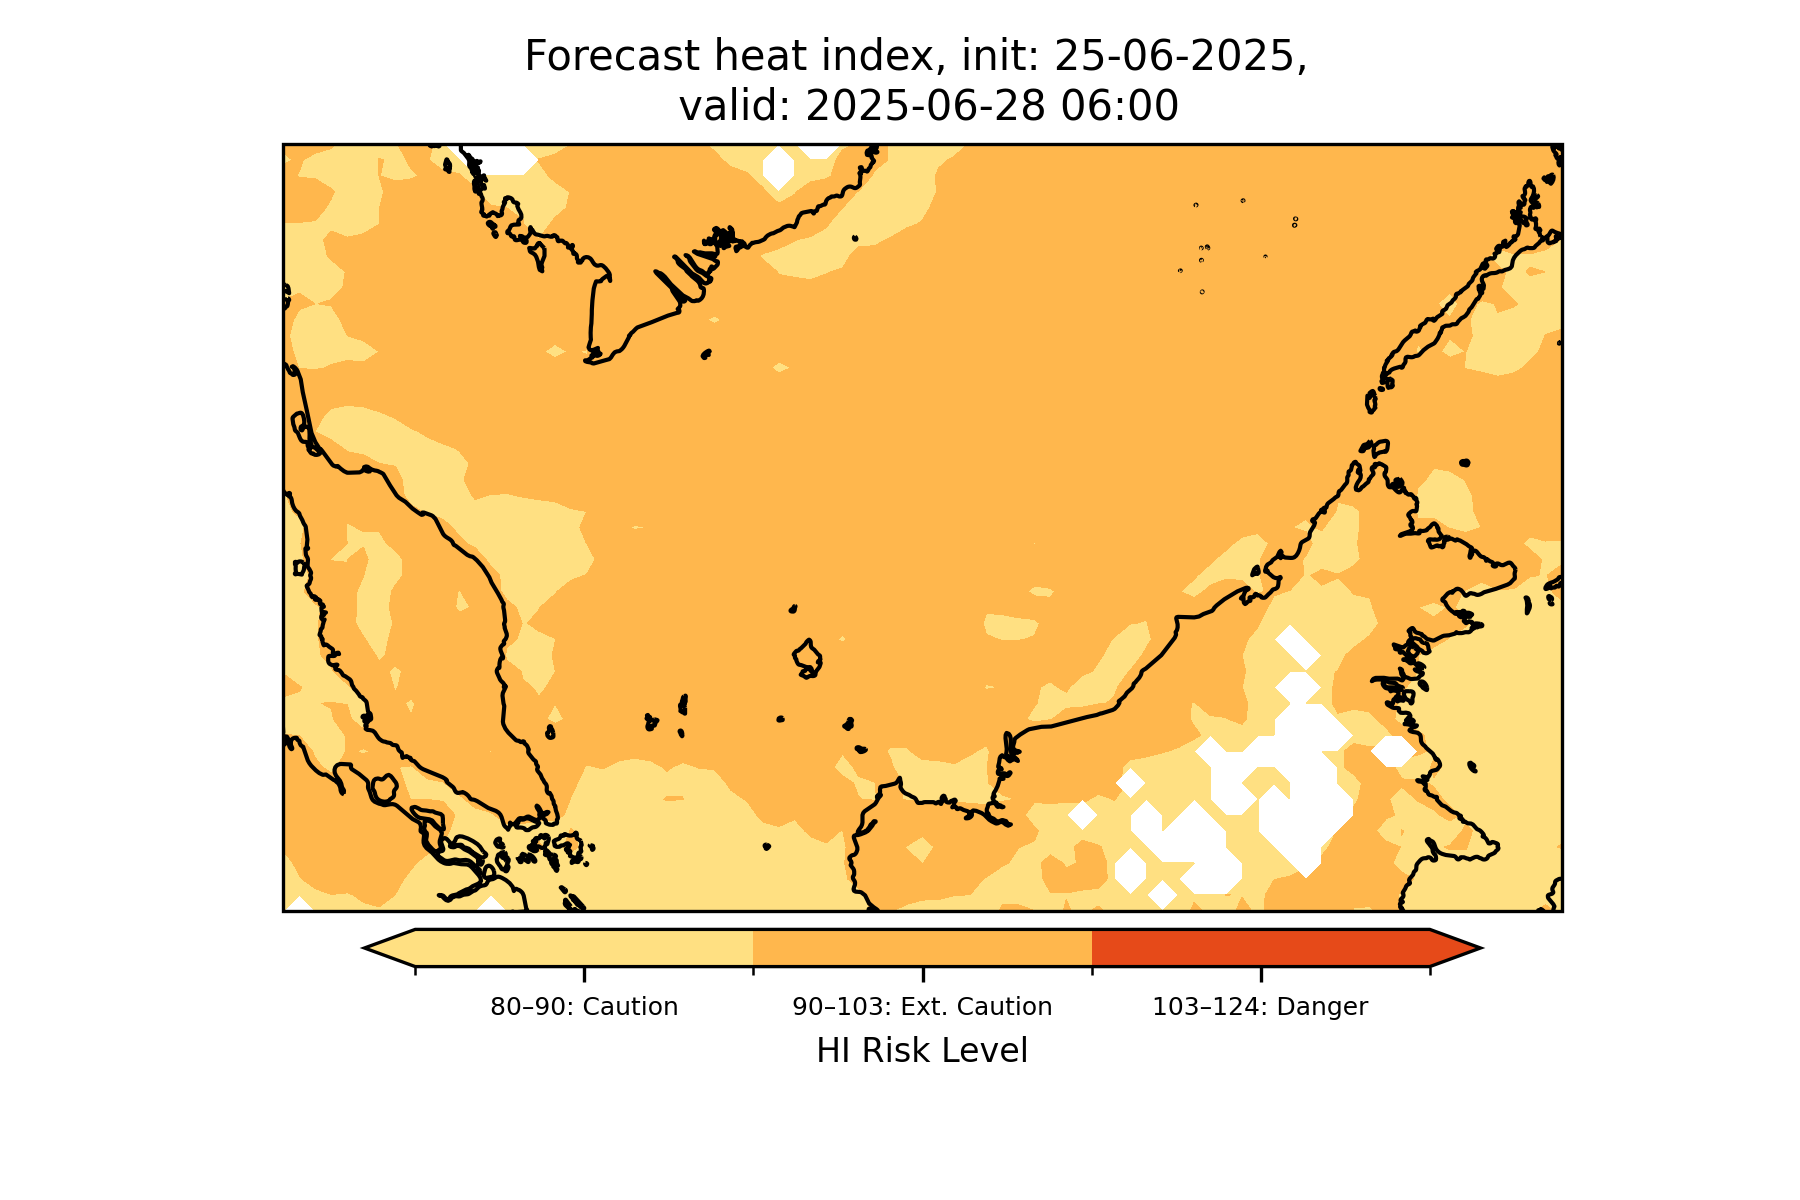 Forecast heat index, init: 25-06-2025,
valid: 2025-06-28 06:00
80–90: Caution
90–103: Ext. Caution
103–124: Danger
HI Risk Level